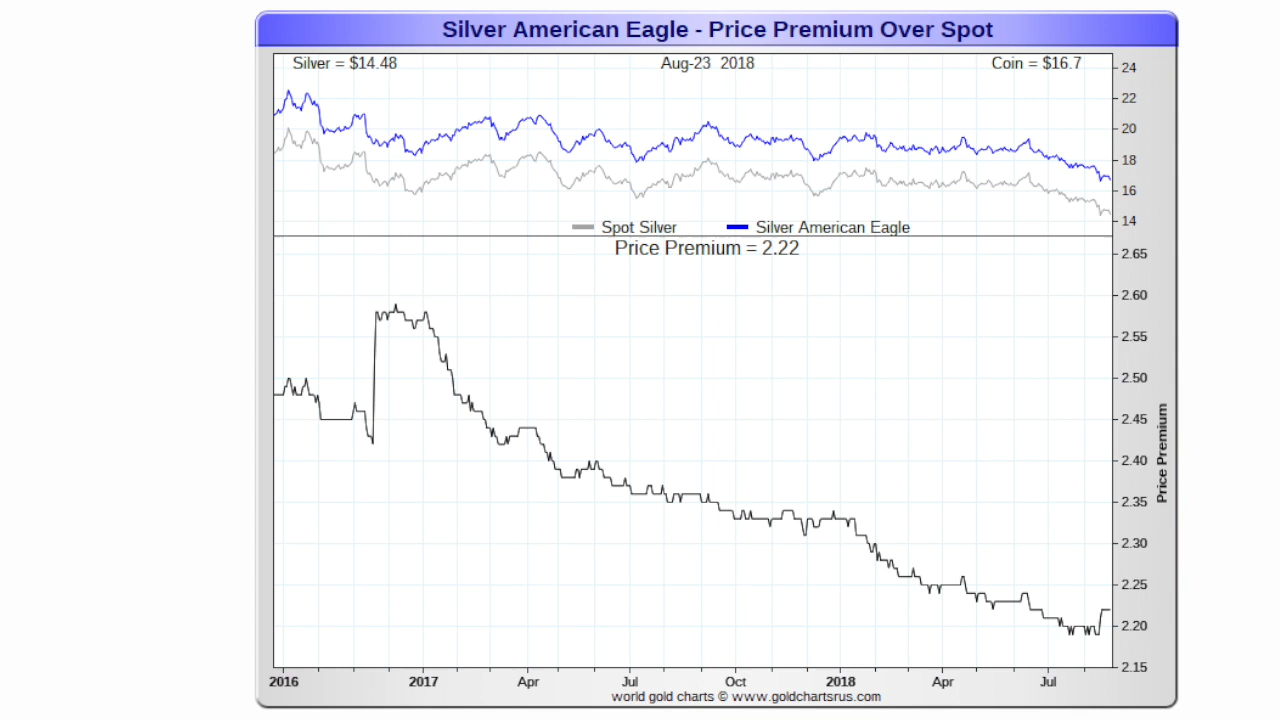 Silver American Eagle - Price Premium Over Spot
Silver = $14.48 Aug-23 2018 Coin = $16.7
24
22
20
18
16
14
Spot Silver Silver American Eagle
Price Premium = 2.22
2.65
2.60
2.55
2.50
2.45
2.40
2.35
2.30
2.25
2.20
2.15
Price Premium
2016 2017 Apr Jul Oct 2018 Apr Jul
world gold charts © www.goldchartsrus.com